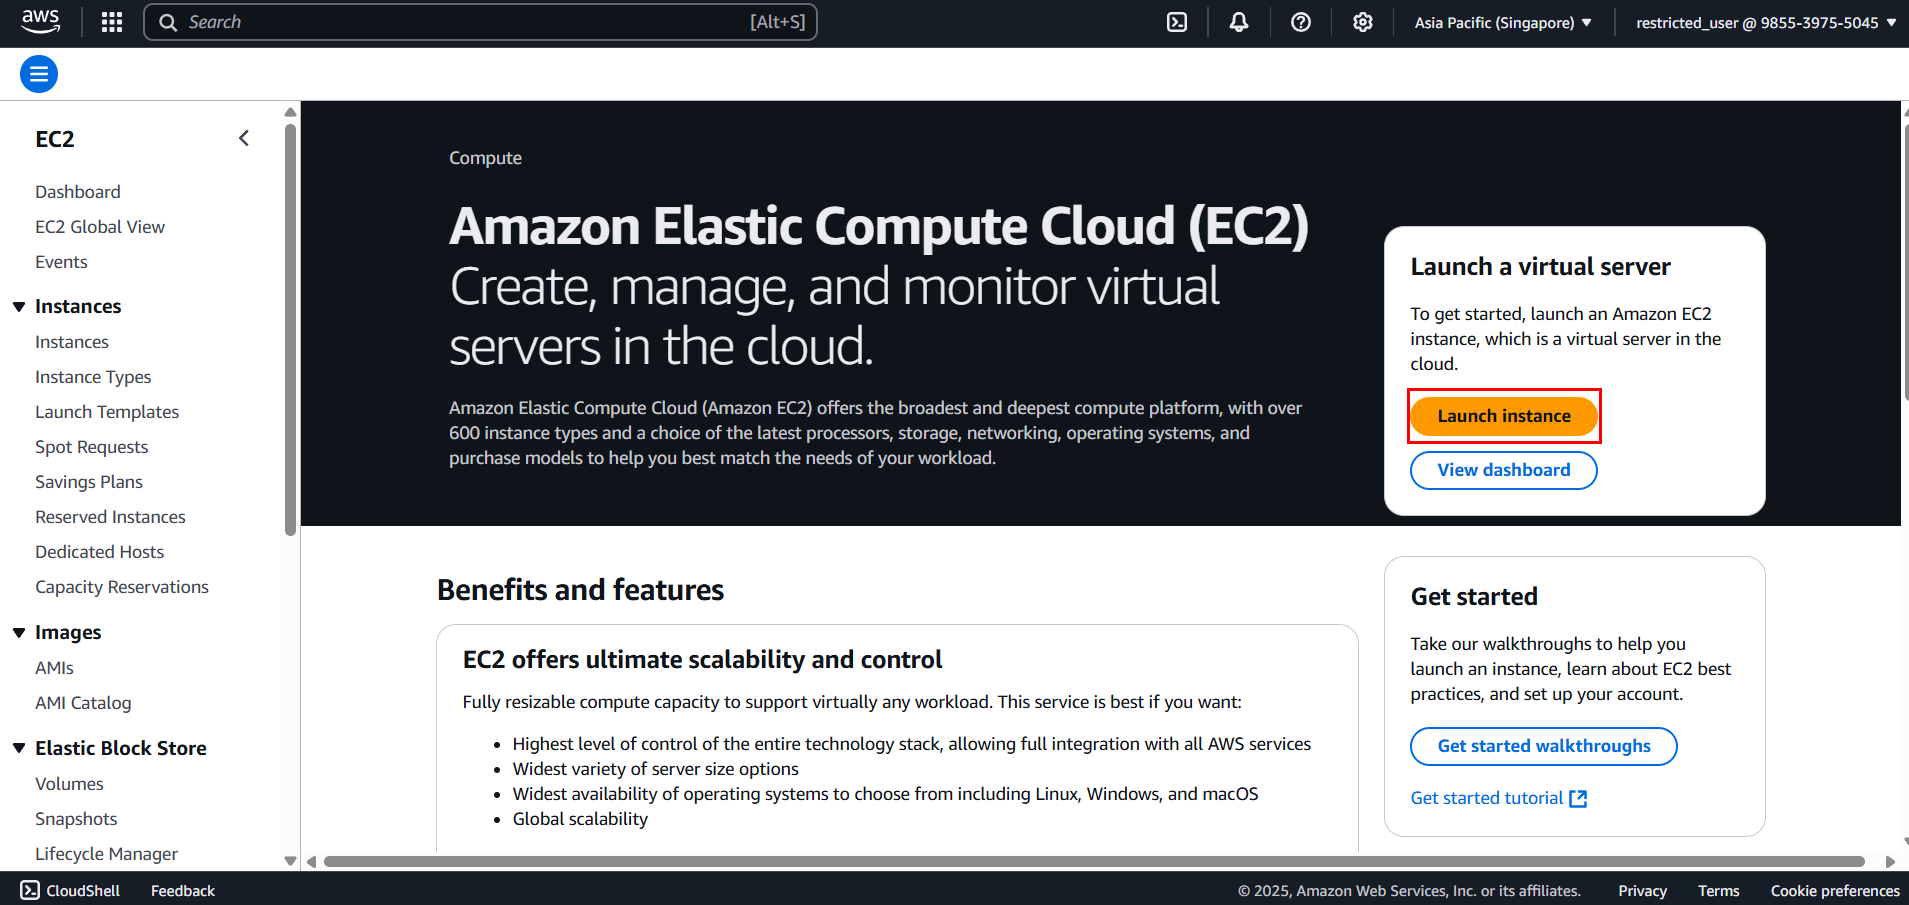 aws
Search
[Alt+S]
Asia Pacific (Singapore)
restricted_user @ 9855-3975-5045
EC2
Dashboard
EC2 Global View
Events
Instances
Instances
Instance Types
Launch Templates
Spot Requests
Savings Plans
Reserved Instances
Dedicated Hosts
Capacity Reservations
Images
AMIs
AMI Catalog
Elastic Block Store
Volumes
Snapshots
Lifecycle Manager
Compute
Amazon Elastic Compute Cloud (EC2)
Create, manage, and monitor virtual
servers in the cloud.
Amazon Elastic Compute Cloud (Amazon EC2) offers the broadest and deepest compute platform, with over
600 instance types and a choice of the latest processors, storage, networking, operating systems, and
purchase models to help you best match the needs of your workload.
Launch a virtual server
To get started, launch an Amazon EC2
instance, which is a virtual server in the
cloud.
Launch instance
View dashboard
Benefits and features
EC2 offers ultimate scalability and control
Fully resizable compute capacity to support virtually any workload. This service is best if you want:
• Highest level of control of the entire technology stack, allowing full integration with all AWS services
• Widest variety of server size options
• Widest availability of operating systems to choose from including Linux, Windows, and macOS
• Global scalability
Get started
Take our walkthroughs to help you
launch an instance, learn about EC2 best
practices, and set up your account.
Get started walkthroughs
Get started tutorial
CloudShell
Feedback
© 2025, Amazon Web Services, Inc. or its affiliates.
Privacy
Terms
Cookie preferences